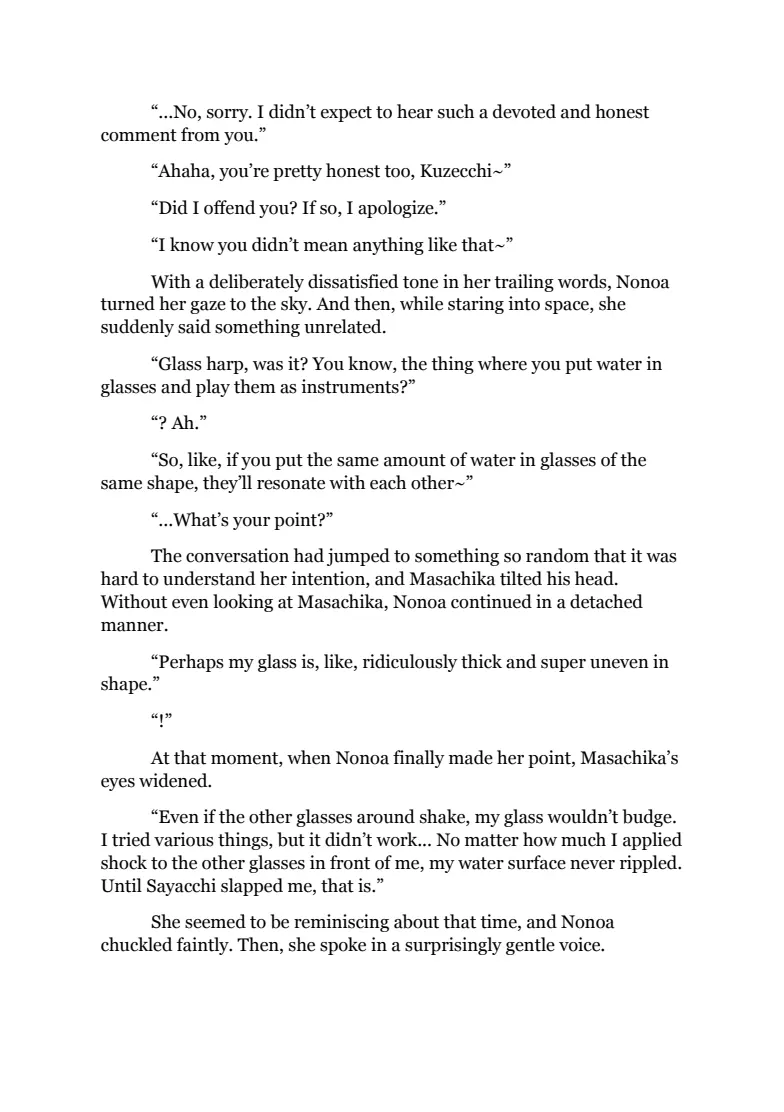 “...No, sorry. I didn’t expect to hear such a devoted and honest
comment from you.”
“Ahaha, you’re pretty honest too, Kuzecchi~”
“Did I offend you? If so, I apologize.”
“I know you didn’t mean anything like that~”
With a deliberately dissatisfied tone in her trailing words, Nonoa
turned her gaze to the sky. And then, while staring into space, she
suddenly said something unrelated.
“Glass harp, was it? You know, the thing where you put water in
glasses and play them as instruments?”
“? Ah.”
“So, like, if you put the same amount of water in glasses of the
same shape, they’ll resonate with each other~”
“...What’s your point?”
The conversation had jumped to something so random that it was
hard to understand her intention, and Masachika tilted his head.
Without even looking at Masachika, Nonoa continued in a detached
manner.
“Perhaps my glass is, like, ridiculously thick and super uneven in
shape.”
“!”
At that moment, when Nonoa finally made her point, Masachika’s
eyes widened.
“Even if the other glasses around shake, my glass wouldn’t budge.
I tried various things, but it didn’t work... No matter how much I applied
shock to the other glasses in front of me, my water surface never rippled.
Until Sayacchi slapped me, that is.”
She seemed to be reminiscing about that time, and Nonoa
chuckled faintly. Then, she spoke in a surprisingly gentle voice.